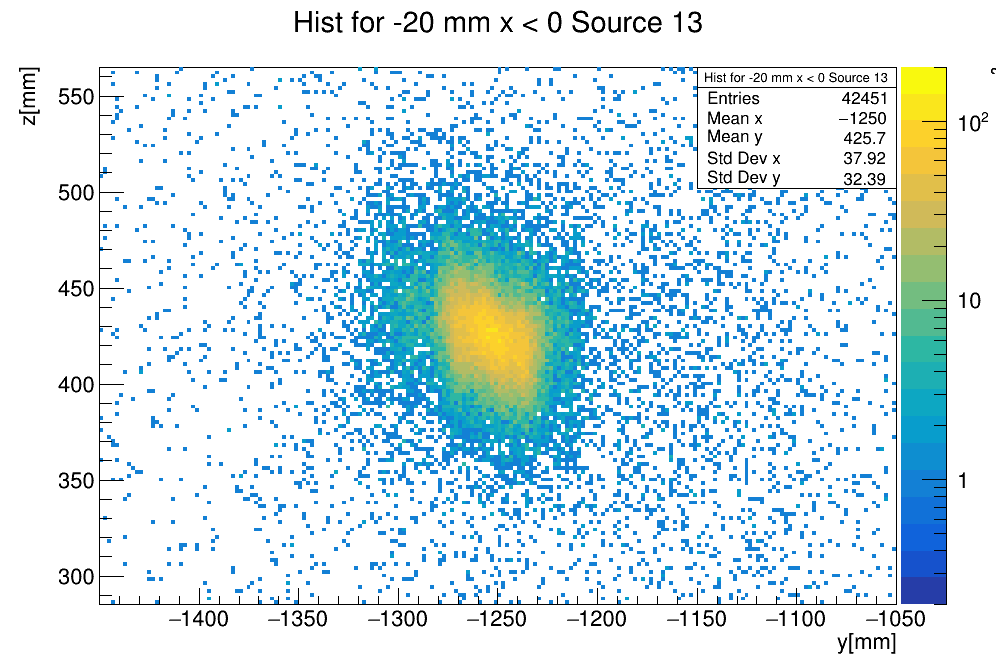 Hist for -20 mm x < 0 Source 13
z[mm]
Hist for -20 mm x < 0 Source 13
Entries 42451
Mean x −1250
Mean y 425.7
Std Dev x 37.92
Std Dev y 32.39
550
500
450
400
350
300
−1400 −1350 −1300 −1250 −1200 −1150 −1100 −1050
y[mm]
10²
10
1